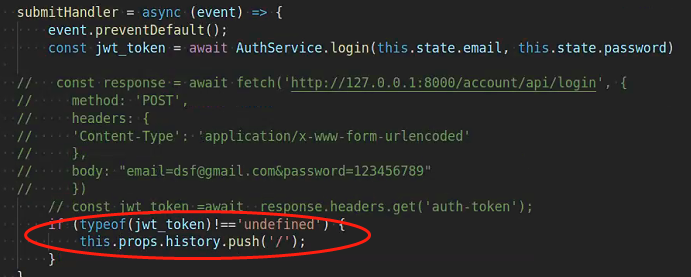 submitHandler = async (event) => {
event.preventDefault();
const jwt_token = await AuthService.login(this.state.email, this.state.password)
//   const response = await fetch('http://127.0.0.1:8000/account/api/login', {
//     method: 'POST',
//     headers: {
//     'Content-Type': 'application/x-www-form-urlencoded'
//     },
//     body: "email=dsf@gmail.com&password=123456789"
//     })
// const jwt_token =await  response.headers.get('auth-token');
if (typeof(jwt_token)!=='undefined') {
this.props.history.push('/');
}
}